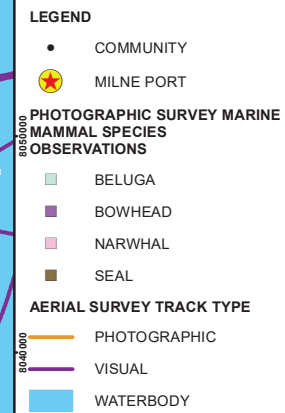 LEGEND
COMMUNITY
MILNE PORT
PHOTOGRAPHIC SURVEY MARINE
MAMMAL SPECIES
OBSERVATIONS
8050000
BELUGA
BOWHEAD
NARWHAL
SEAL
AERIAL SURVEY TRACK TYPE
PHOTOGRAPHIC
8040000
VISUAL
WATERBODY